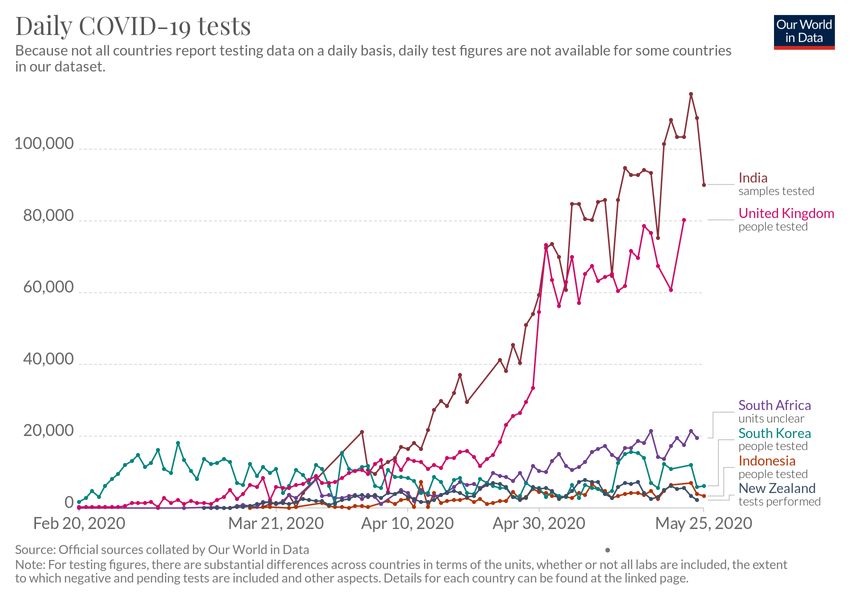 Daily COVID-19 tests
Our World
in Data
Because not all countries report testing data on a daily basis, daily test figures are not available for some countries
in our dataset.
100,000
80,000
60,000
40,000
20,000
0
India
samples tested
United Kingdom
people tested
South Africa
units unclear
South Korea
people tested
Indonesia
people tested
New Zealand
tests performed
Feb 20, 2020
Mar 21, 2020
Apr 10, 2020
Apr 30, 2020
May 25, 2020
Source: Official sources collated by Our World in Data
Note: For testing figures, there are substantial differences across countries in terms of the units, whether or not all labs are included, the extent
to which negative and pending tests are included and other aspects. Details for each country can be found at the linked page.